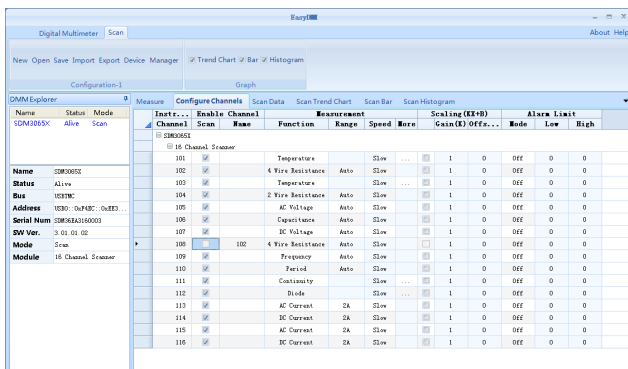 EasyDMM
Digital Multimeter Scan About Help
New Open Save Import Export Device Manager Trend Chart Bar Histogram
Configuration-1 Graph
DMM Explorer
Name Status Mode
SDM3065X Alive Scan
Name SDM3065X
Status Alive
Bus USBTMC
Address USB0::0xF4EC::0xEE3...
Serial Num SDM36EA3160003
SW Ver. 3.01.01.02
Mode Scan
Module 16 Channel Scanner
Measure Configure Channels Scan Data Scan Trend Chart Scan Bar Scan Histogram
Instr... Enable Channel Measurement Scaling(KX+B) Alarm Limit
Channel Scan Name Function Range Speed More Gain(K) Offs... Mode Low High
SDM3065X
16 Channel Scanner
101 Temperature Slow ... 1 0 Off 0 0
102 4 Wire Resistance Auto Slow 1 0 Off 0 0
103 Temperature Slow ... 1 0 Off 0 0
104 2 Wire Resistance Auto Slow 1 0 Off 0 0
105 AC Voltage Auto Slow 1 0 Off 0 0
106 Capacitance Auto Slow 1 0 Off 0 0
107 DC Voltage Auto Slow 1 0 Off 0 0
108 102 4 Wire Resistance Auto Slow 1 0 Off 0 0
109 Frequency Auto Slow 1 0 Off 0 0
110 Period Auto Slow 1 0 Off 0 0
111 Continuity Slow ... 1 0 Off 0 0
112 Diode Slow ... 1 0 Off 0 0
113 AC Current 2A Slow 1 0 Off 0 0
114 DC Current 2A Slow 1 0 Off 0 0
115 AC Current 2A Slow 1 0 Off 0 0
116 DC Current 2A Slow 1 0 Off 0 0